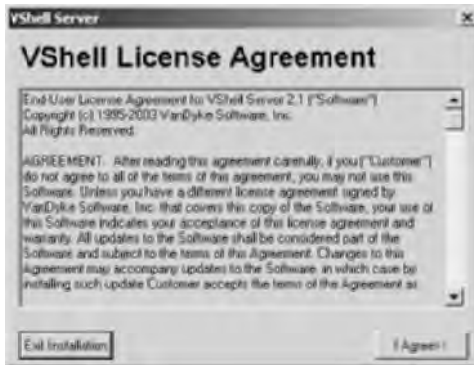 VShell Server
VShell License Agreement
End-User License Agreement for VShell Server 2.1 ("Software")
Copyright (c) 1995-2003 VanDyke Software, Inc.
All Rights Reserved.
AGREEMENT. After reading this agreement carefully, if you ("Customer")
do not agree to all of the terms of this agreement, you may not use this
Software. Unless you have a different license agreement signed by
VanDyke Software, Inc. that covers this copy of the Software, your use of
this Software indicates your acceptance of this license agreement and
warranty. All updates to the Software shall be considered part of the
Software and subject to the terms of this Agreement. Changes to this
Agreement may accompany updates to the Software, in which case by
installing such update Customer accepts the terms of the Agreement as
Exit Installation
I Agree